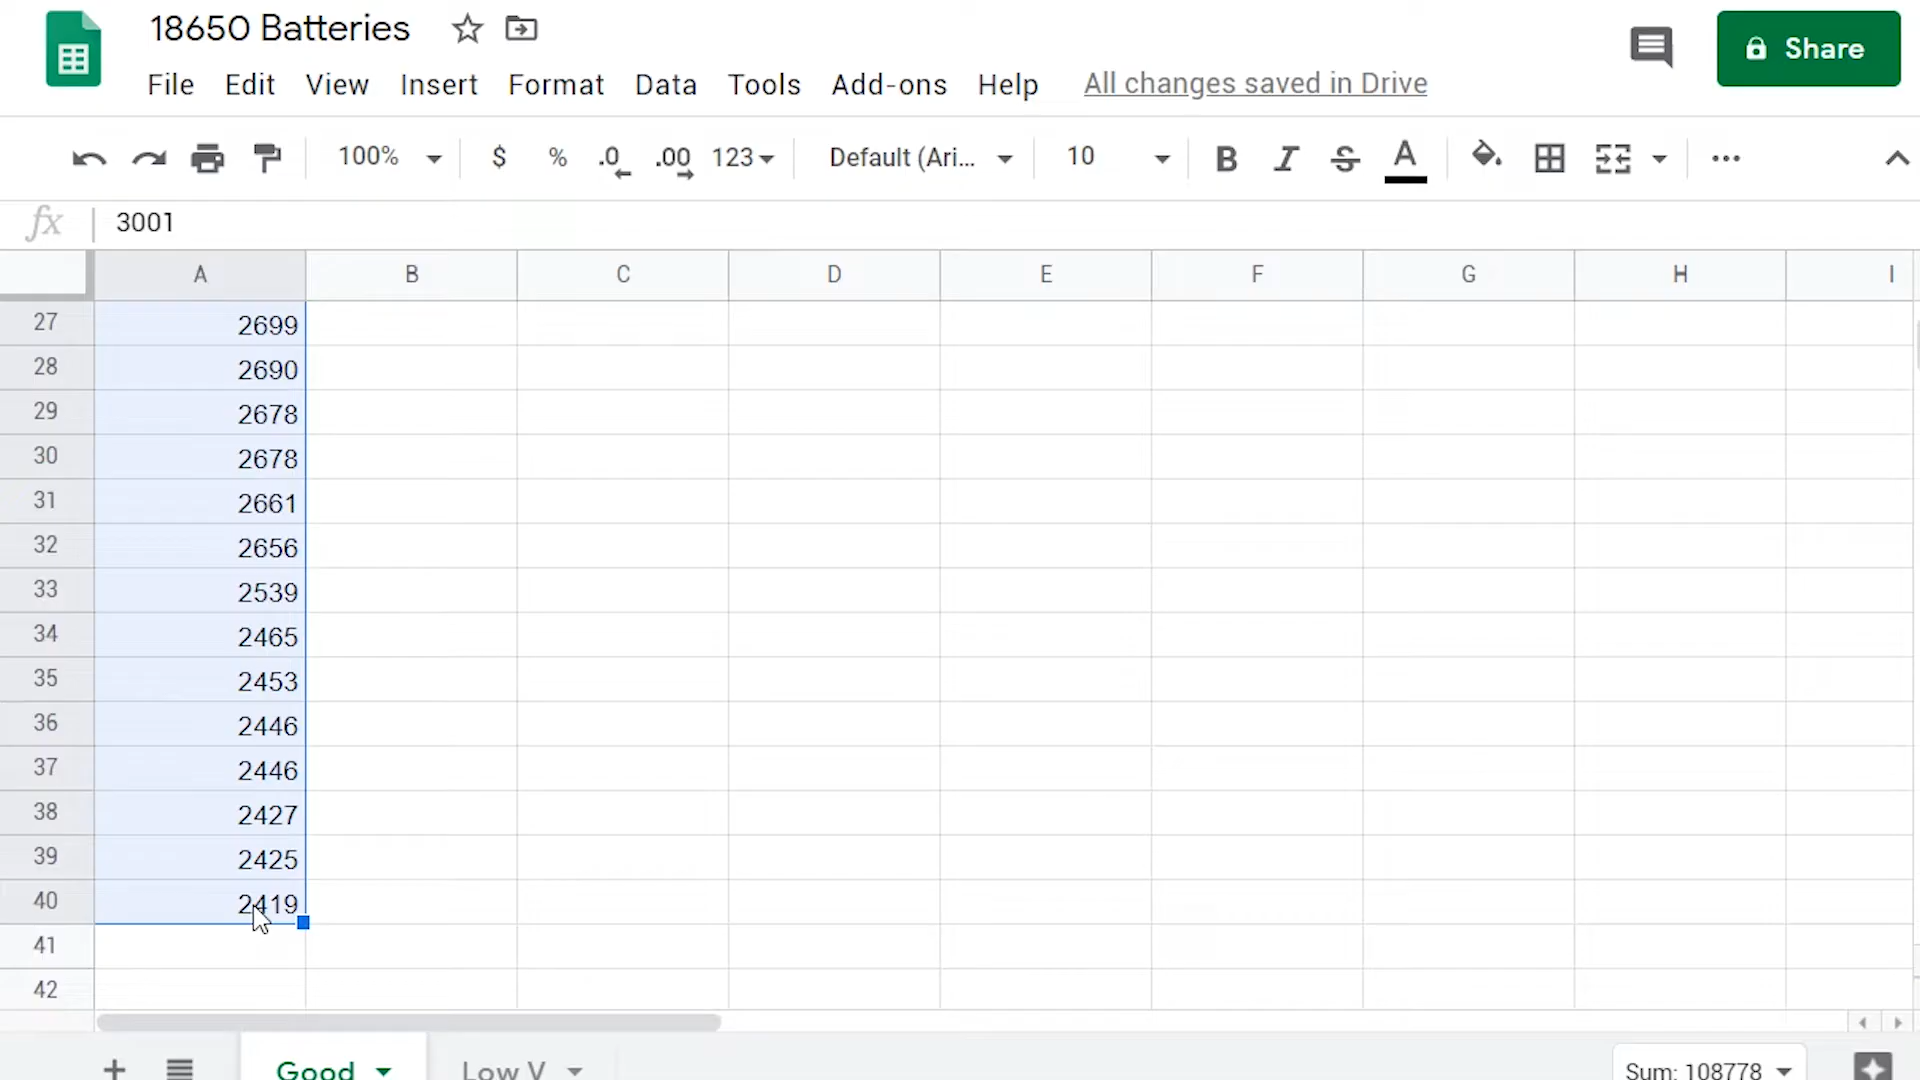 18650 Batteries
File Edit View Insert Format Data Tools Add-ons Help All changes saved in Drive
Share
100% $ % .0 .00 123 Default (Ari... 10 B I S A
fx 3001
A B C D E F G H I
27 2699
28 2690
29 2678
30 2678
31 2661
32 2656
33 2539
34 2465
35 2453
36 2446
37 2446
38 2427
39 2425
40 2419
41
42
Good Low V Sum: 108778